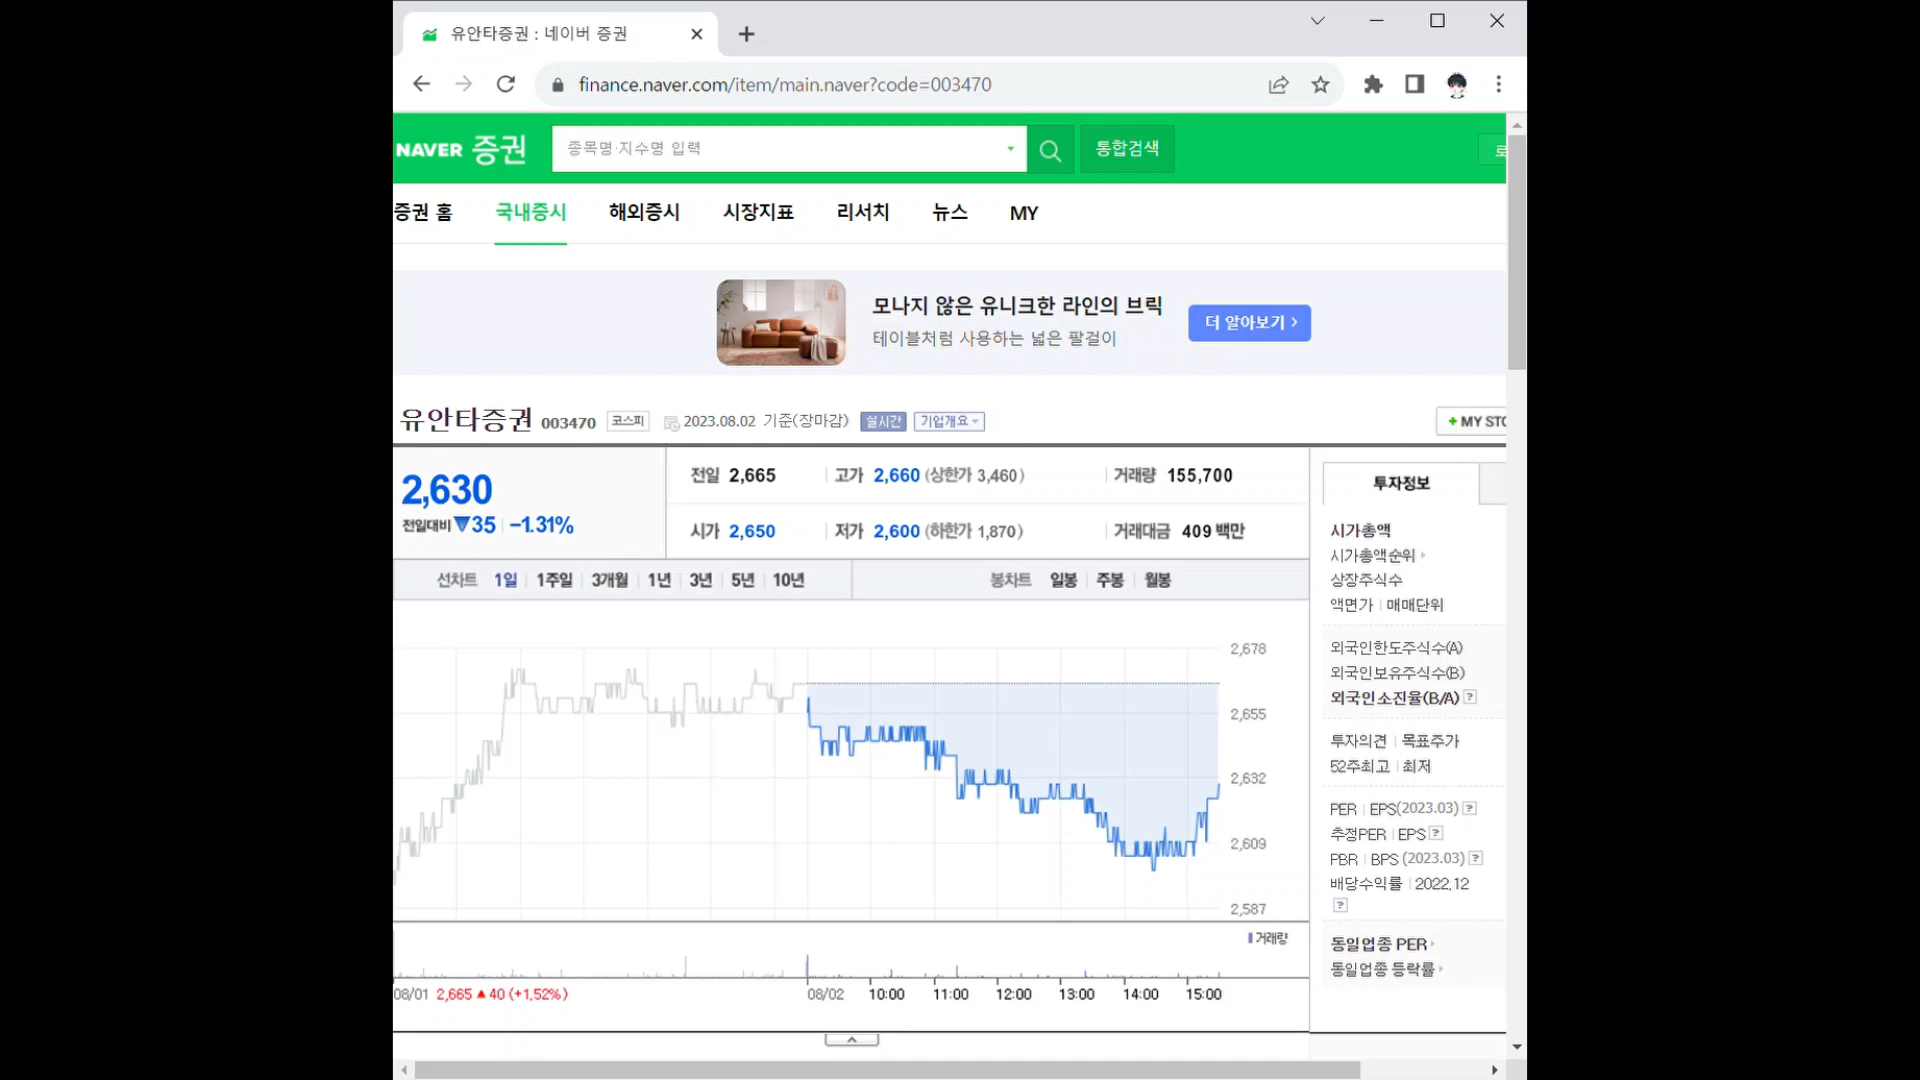 유안타증권 : 네이버 증권
finance.naver.com/item/main.naver?code=003470
NAVER 증권
종목명·지수명 입력
통합검색
증권 홈 국내증시 해외증시 시장지표 리서치 뉴스 MY
모나지 않은 유니크한 라인의 브릭
테이블처럼 사용하는 넓은 팔걸이
더 알아보기
유안타증권 003470 코스피 2023.08.02 기준(장마감) 실시간 기업개요
+ MY STO
2,630
전일대비 ▼35 -1.31%
전일 2,665 고가 2,660 (상한가 3,460) 거래량 155,700
시가 2,650 저가 2,600 (하한가 1,870) 거래대금 409 백만
선차트 1일 1주일 3개월 1년 3년 5년 10년 봉차트 일봉 주봉 월봉
2,678
2,655
2,632
2,609
2,587
거래량
08/01 2,665 ▲40 (+1.52%) 08/02 10:00 11:00 12:00 13:00 14:00 15:00
투자정보
시가총액
시가총액순위
상장주식수
액면가 | 매매단위
외국인한도주식수(A)
외국인보유주식수(B)
외국인소진율(B/A) ?
투자의견 | 목표주가
52주최고 | 최저
PER | EPS(2023.03) ?
추정PER | EPS ?
PBR | BPS (2023.03) ?
배당수익률 | 2022.12
?
동일업종 PER
동일업종 등락률